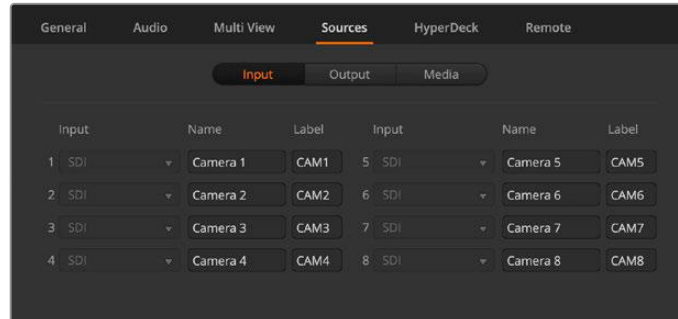 General Audio Multi View Sources HyperDeck Remote
Input Output Media
Input Name Label Input Name Label
1 SDI Camera 1 CAM1 5 SDI Camera 5 CAM5
2 SDI Camera 2 CAM2 6 SDI Camera 6 CAM6
3 SDI Camera 3 CAM3 7 SDI Camera 7 CAM7
4 SDI Camera 4 CAM4 8 SDI Camera 8 CAM8